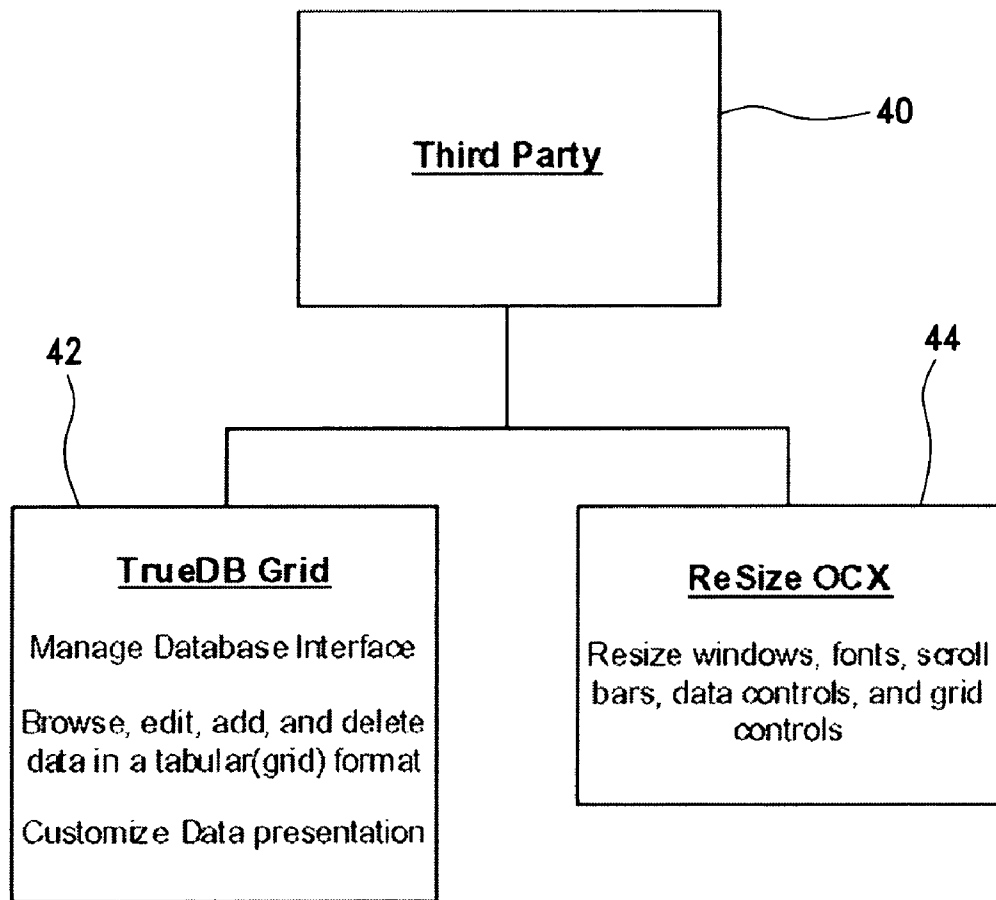 40
Third Party
42
44
TrueDB Grid
Manage Database Interface
Browse, edit, add, and delete
data in a tabular(grid) format
Customize Data presentation
ReSize OCX
Resize windows, fonts, scroll
bars, data controls, and grid
controls